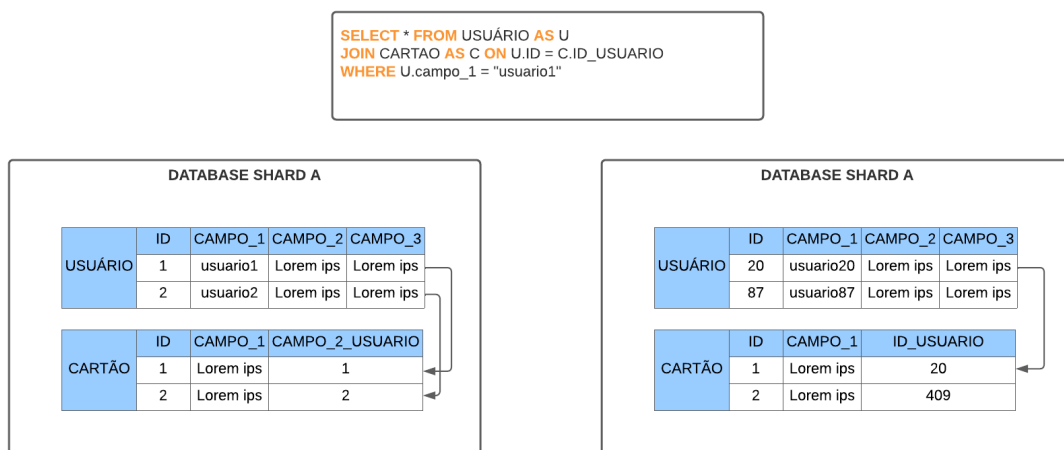 SELECT * FROM USUÁRIO AS U
JOIN CARTAO AS C ON U.ID = C.ID_USUARIO
WHERE U.campo_1 = "usuario1"
DATABASE SHARD A
USUÁRIO
ID CAMPO_1 CAMPO_2 CAMPO_3
1 usuario1 Lorem ips Lorem ips
2 usuario2 Lorem ips Lorem ips
CARTÃO
ID CAMPO_1 CAMPO_2_USUARIO
1 Lorem ips 1
2 Lorem ips 2
DATABASE SHARD A
USUÁRIO
ID CAMPO_1 CAMPO_2 CAMPO_3
20 usuario20 Lorem ips Lorem ips
87 usuario87 Lorem ips Lorem ips
CARTÃO
ID CAMPO_1 ID_USUARIO
1 Lorem ips 20
2 Lorem ips 409